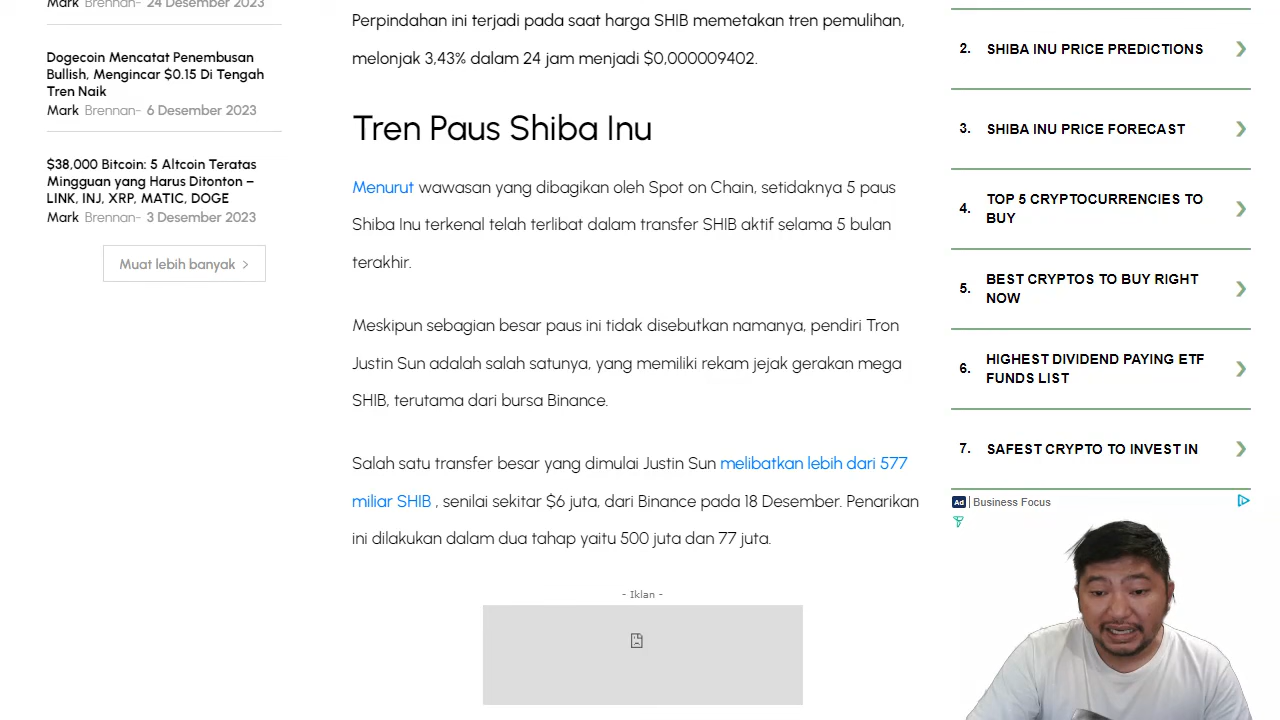 Mark Brennan- 24 Desember 2023
Dogecoin Mencatat Penembusan
Bullish, Mengincar $0.15 Di Tengah
Tren Naik
Mark Brennan- 6 Desember 2023
$38,000 Bitcoin: 5 Altcoin Teratas
Mingguan yang Harus Ditonton –
LINK, INJ, XRP, MATIC, DOGE
Mark Brennan- 3 Desember 2023
Muat lebih banyak
Perpindahan ini terjadi pada saat harga SHIB memetakan tren pemulihan,
melonjak 3,43% dalam 24 jam menjadi $0,000009402.
Tren Paus Shiba Inu
Menurut wawasan yang dibagikan oleh Spot on Chain, setidaknya 5 paus
Shiba Inu terkenal telah terlibat dalam transfer SHIB aktif selama 5 bulan
terakhir.
Meskipun sebagian besar paus ini tidak disebutkan namanya, pendiri Tron
Justin Sun adalah salah satunya, yang memiliki rekam jejak gerakan mega
SHIB, terutama dari bursa Binance.
Salah satu transfer besar yang dimulai Justin Sun melibatkan lebih dari 577
miliar SHIB , senilai sekitar $6 juta, dari Binance pada 18 Desember. Penarikan
ini dilakukan dalam dua tahap yaitu 500 juta dan 77 juta.
- Iklan -
2. SHIBA INU PRICE PREDICTIONS
3. SHIBA INU PRICE FORECAST
4. TOP 5 CRYPTOCURRENCIES TO
BUY
5. BEST CRYPTOS TO BUY RIGHT
NOW
6. HIGHEST DIVIDEND PAYING ETF
FUNDS LIST
7. SAFEST CRYPTO TO INVEST IN
Ad | Business Focus